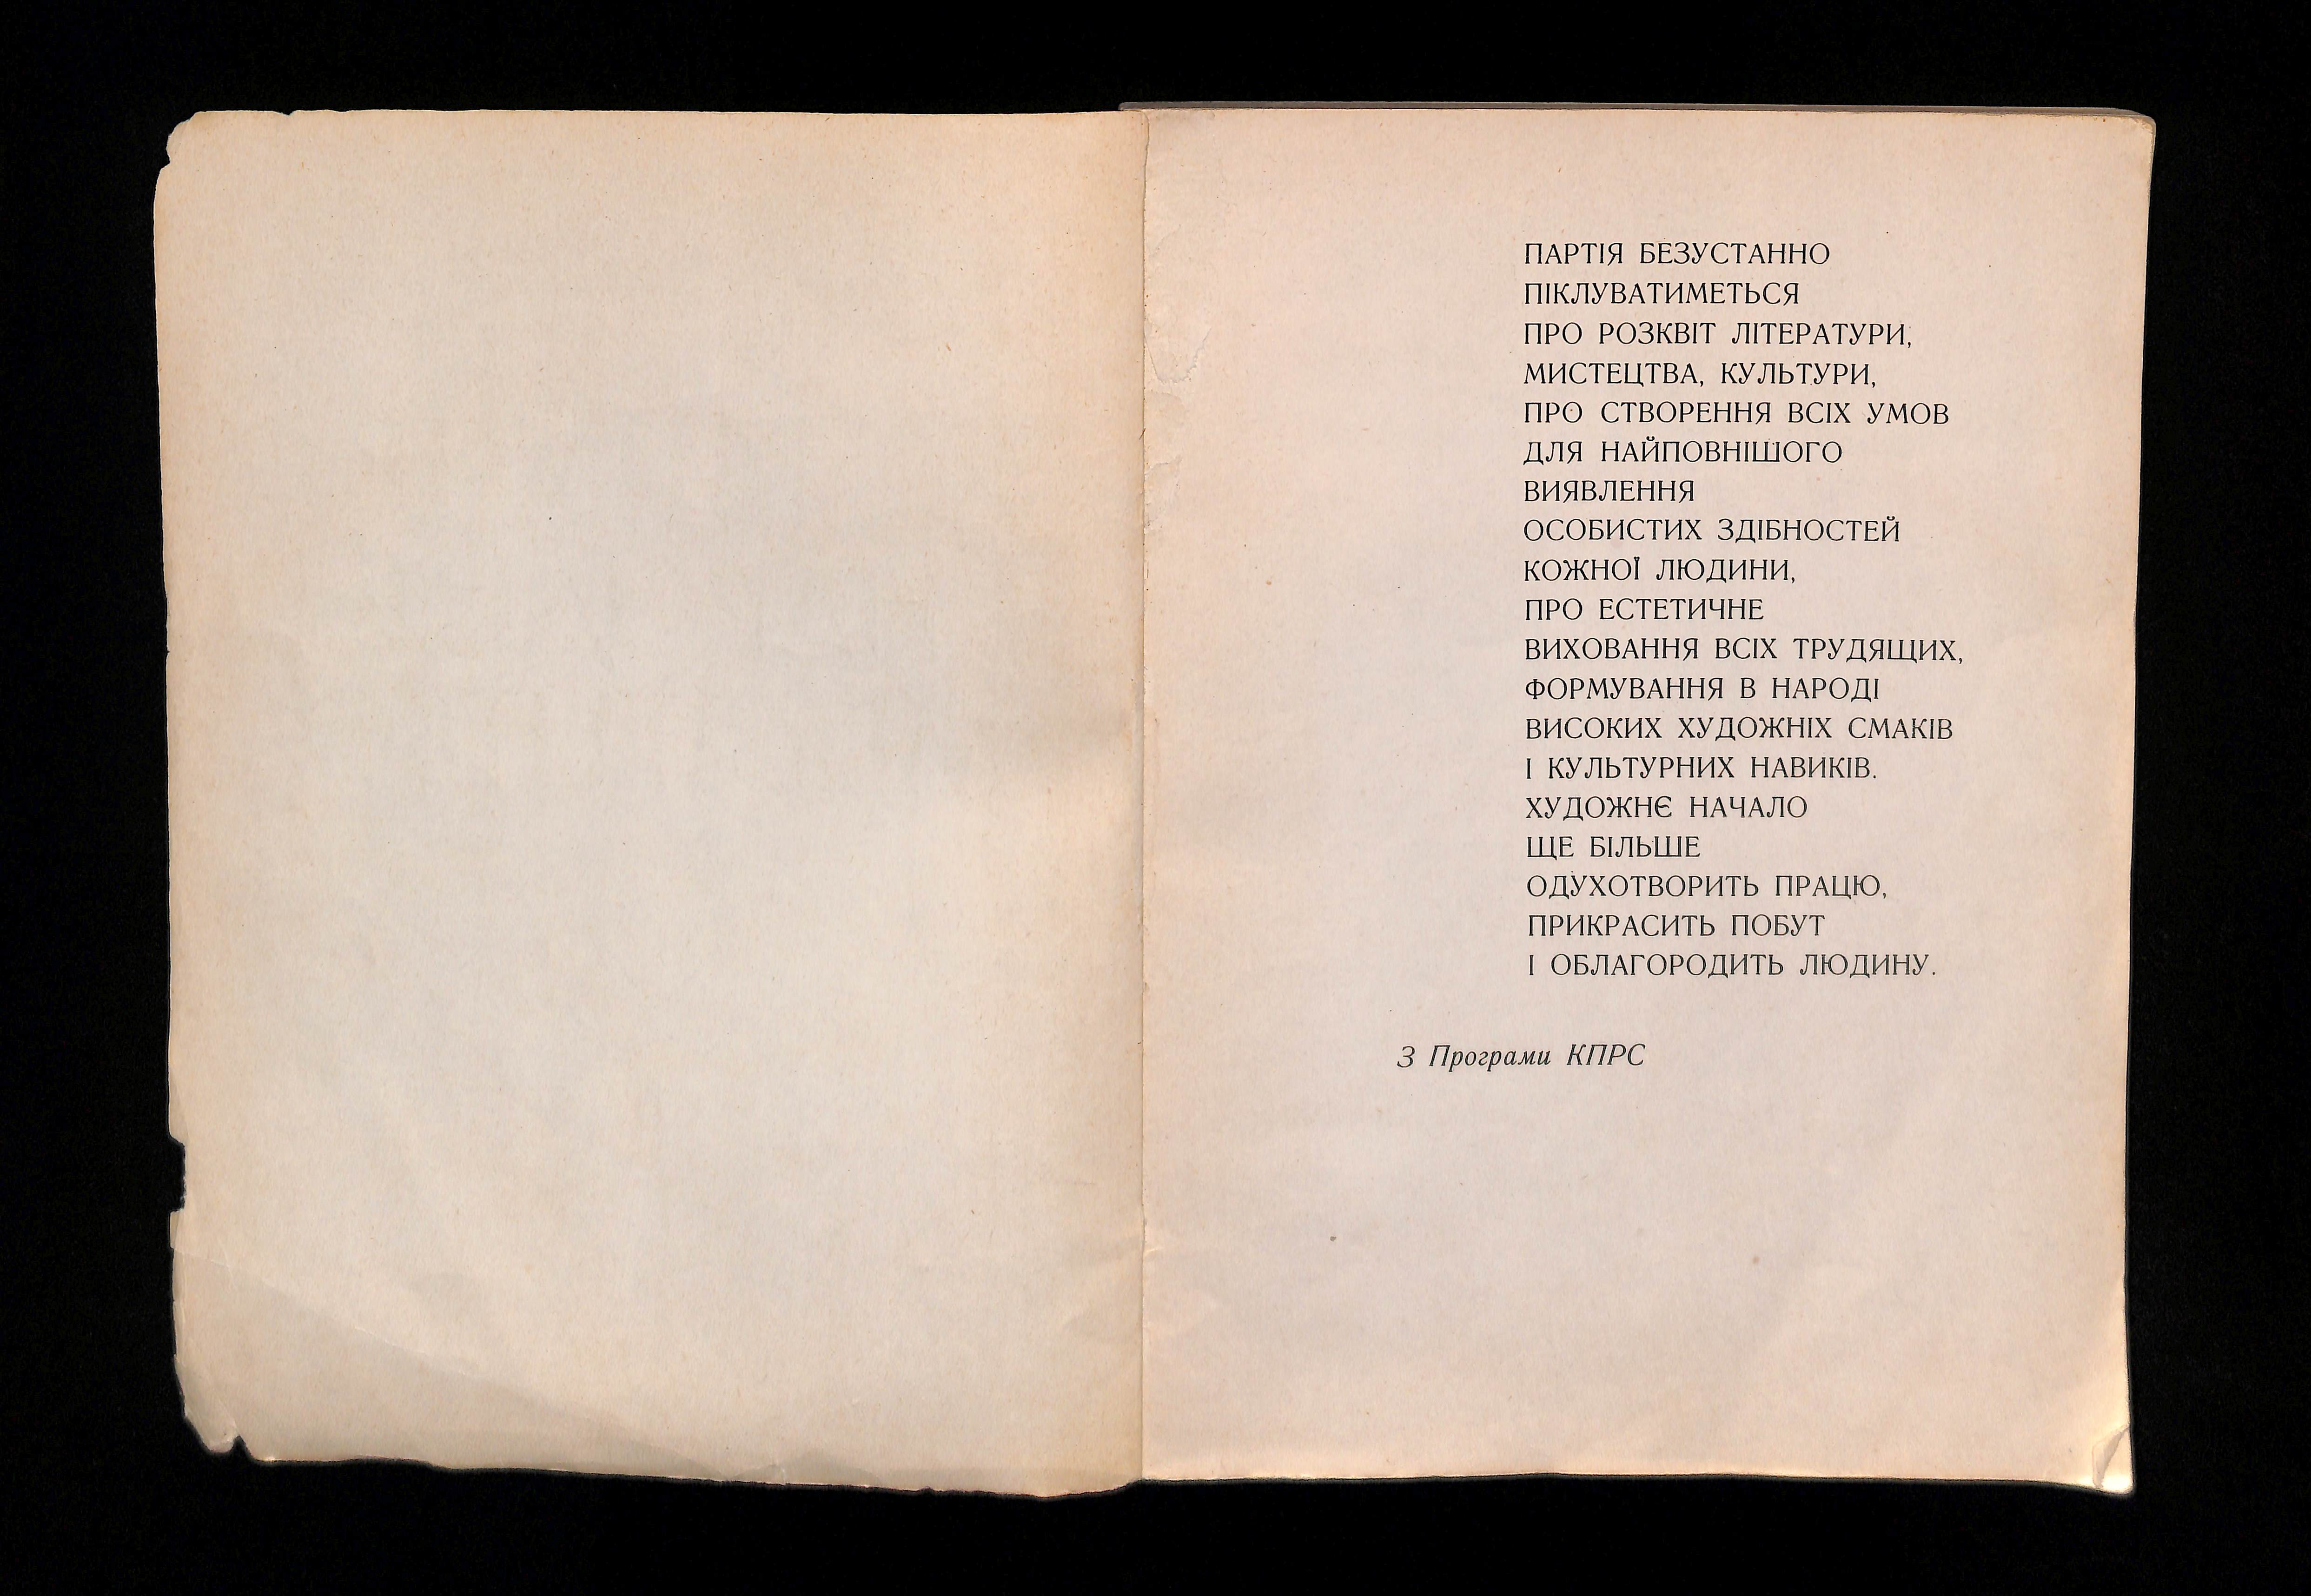 ПАРТІЯ БЕЗУСТАННО
ПІКЛУВАТИМЕТЬСЯ
ПРО РОЗКВІТ ЛІТЕРАТУРИ,
МИСТЕЦТВА, КУЛЬТУРИ,
ПРО СТВОРЕННЯ ВСІХ УМОВ
ДЛЯ НАЙПОВНІШОГО
ВИЯВЛЕННЯ
ОСОБИСТИХ ЗДІБНОСТЕЙ
КОЖНОЇ ЛЮДИНИ,
ПРО ЕСТЕТИЧНЕ
ВИХОВАННЯ ВСІХ ТРУДЯЩИХ,
ФОРМУВАННЯ В НАРОДІ
ВИСОКИХ ХУДОЖНІХ СМАКІВ
І КУЛЬТУРНИХ НАВИКІВ.
ХУДОЖНЄ НАЧАЛО
ЩЕ БІЛЬШЕ
ОДУХОТВОРИТЬ ПРАЦЮ,
ПРИКРАСИТЬ ПОБУТ
І ОБЛАГОРОДИТЬ ЛЮДИНУ.
З Програми КПРС